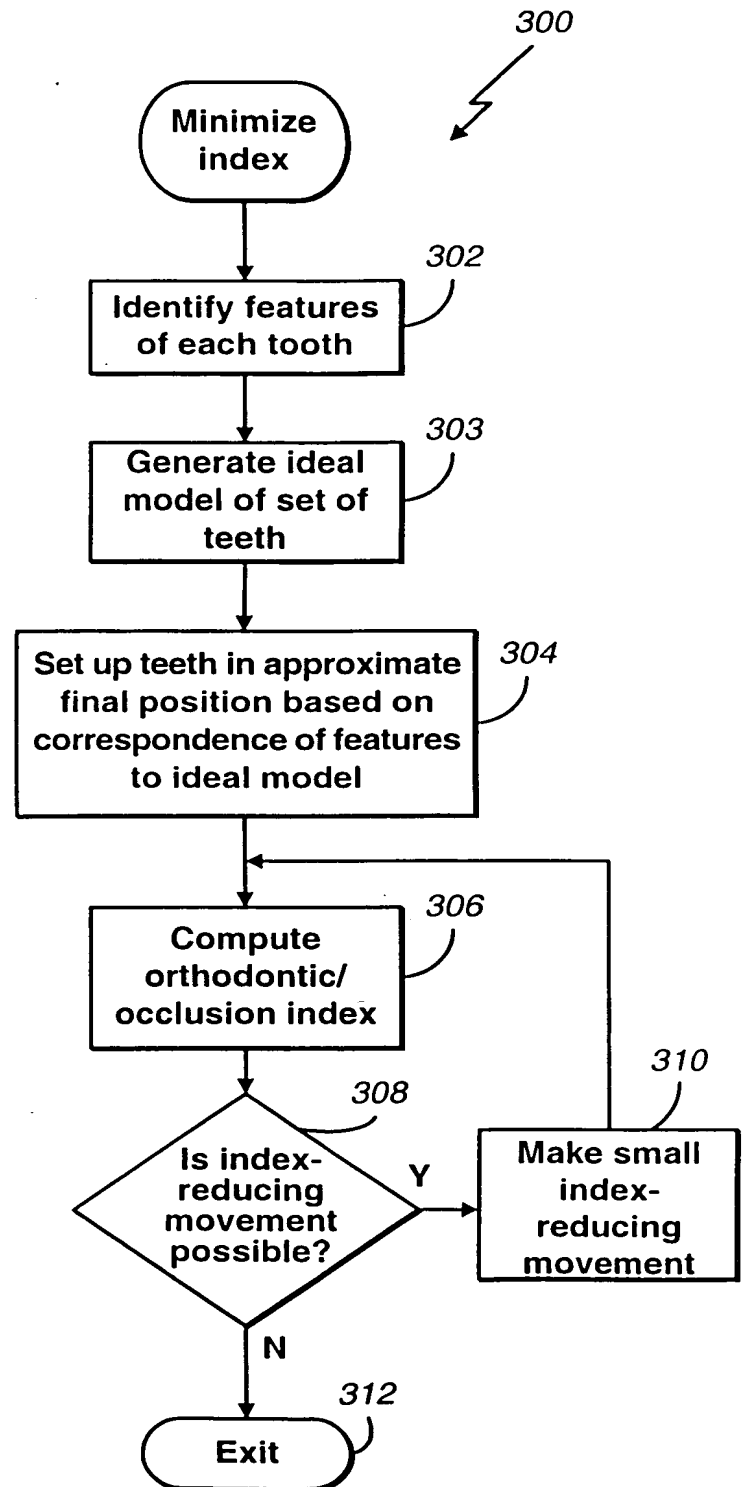 300
Minimize
index
302
Identify features
of each tooth
303
Generate ideal
model of set of
teeth
304
Set up teeth in approximate
final position based on
correspondence of features
to ideal model
306
Compute
orthodontic/
occlusion index
308
Is index-
reducing
movement
possible?
Y
310
Make small
index-
reducing
movement
N
312
Exit